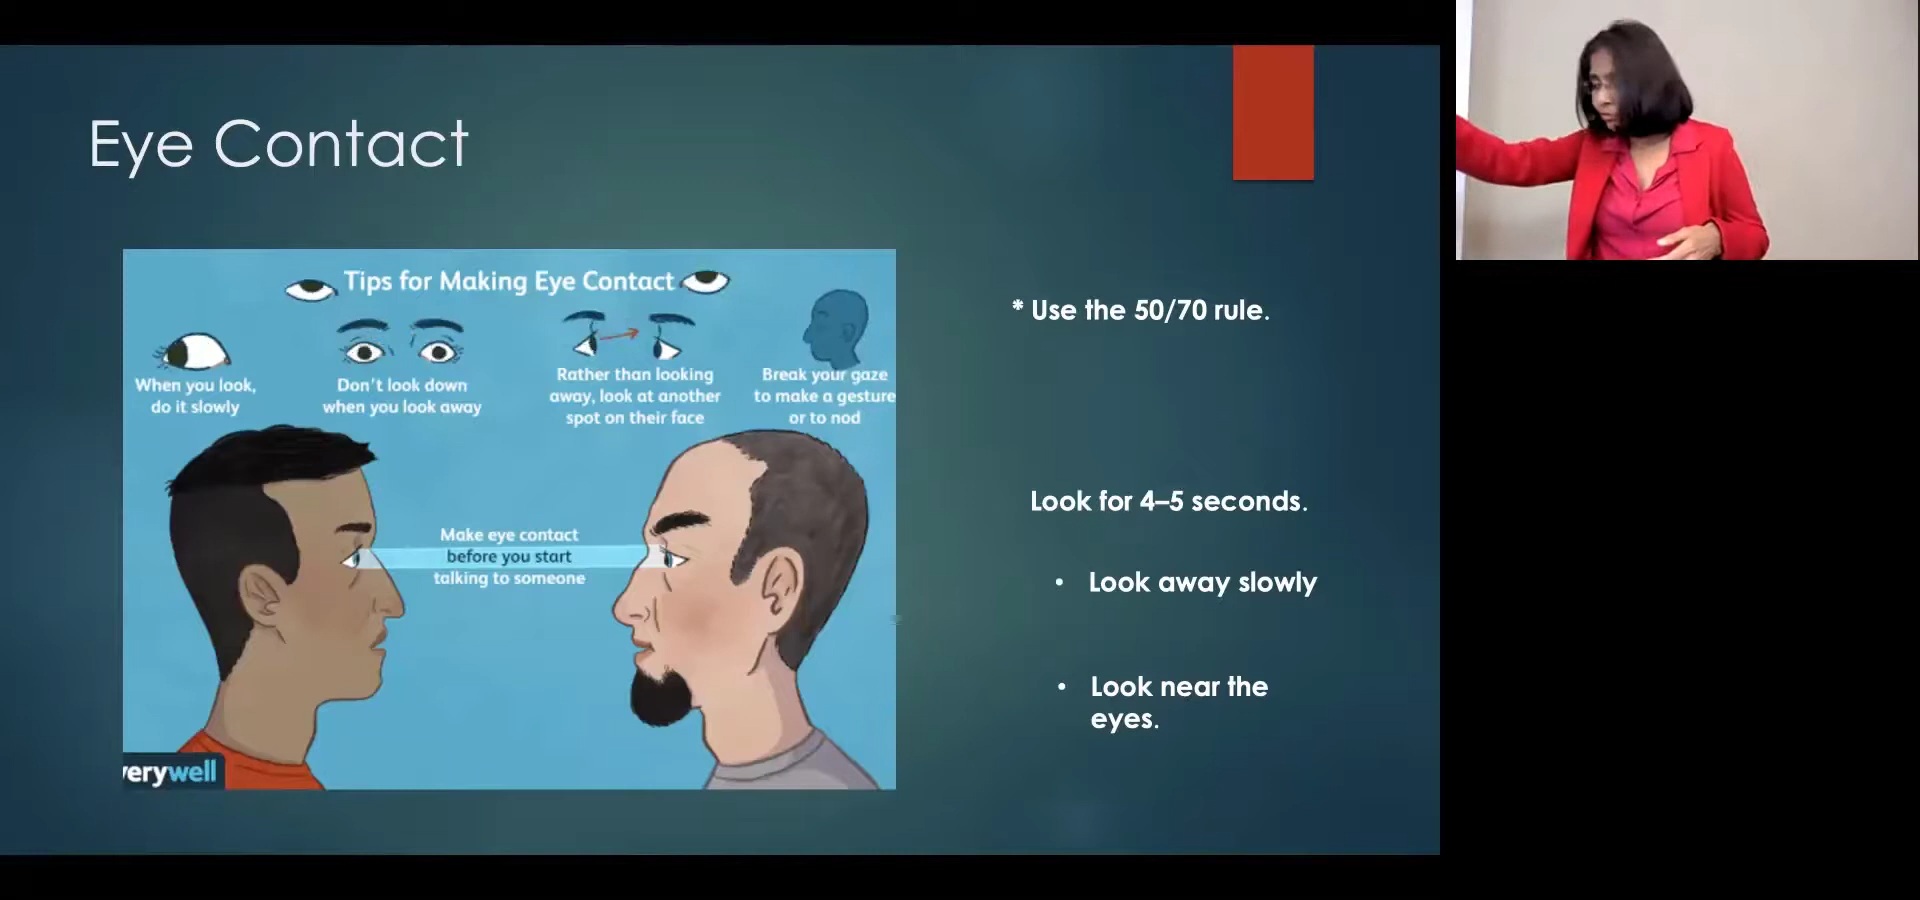 Eye Contact
Tips for Making Eye Contact
When you look,
do it slowly
Don't look down
when you look away
Rather than looking
away, look at another
spot on their face
Break your gaze
to make a gesture
or to nod
Make eye contact
before you start
talking to someone
verywell
* Use the 50/70 rule.
Look for 4–5 seconds.
• Look away slowly
• Look near the
eyes.